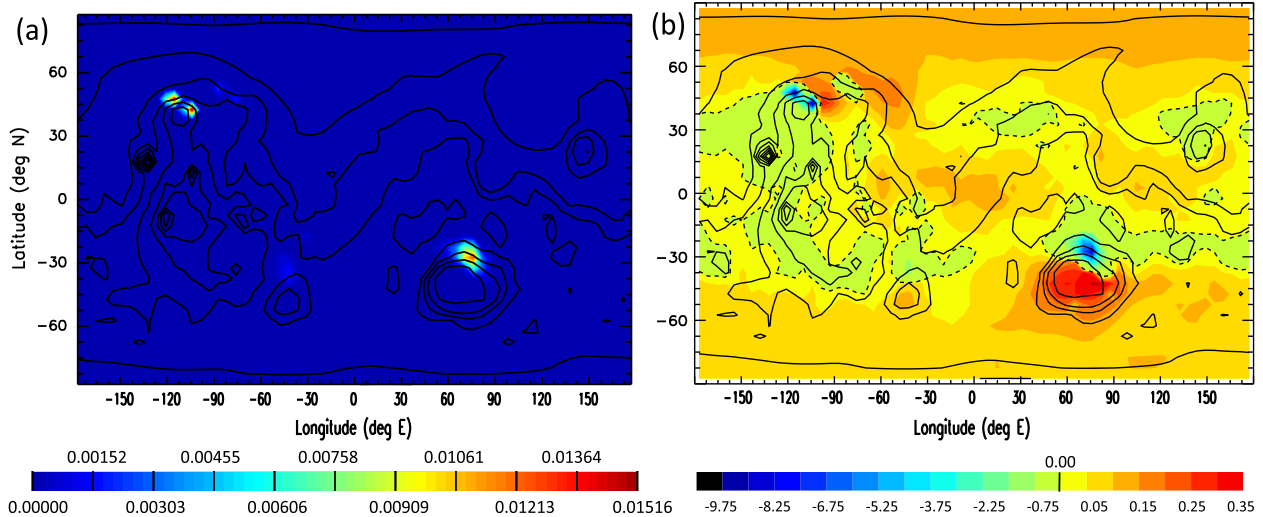 (a)
(b)
60
30
0
−30
−60
Latitude (deg N)
-150 -120 -90 -60 -30 0 30 60 90 120 150
Longitude (deg E)
60
30
0
−30
−60
-150 -120 -90 -60 -30 0 30 60 90 120 150
Longitude (deg E)
0.00152 0.00455 0.00758 0.01061 0.01364
0.00000 0.00303 0.00606 0.00909 0.01213 0.01516
0.00
-9.75 -8.25 -6.75 -5.25 -3.75 -2.25 -0.75 0.05 0.15 0.25 0.35